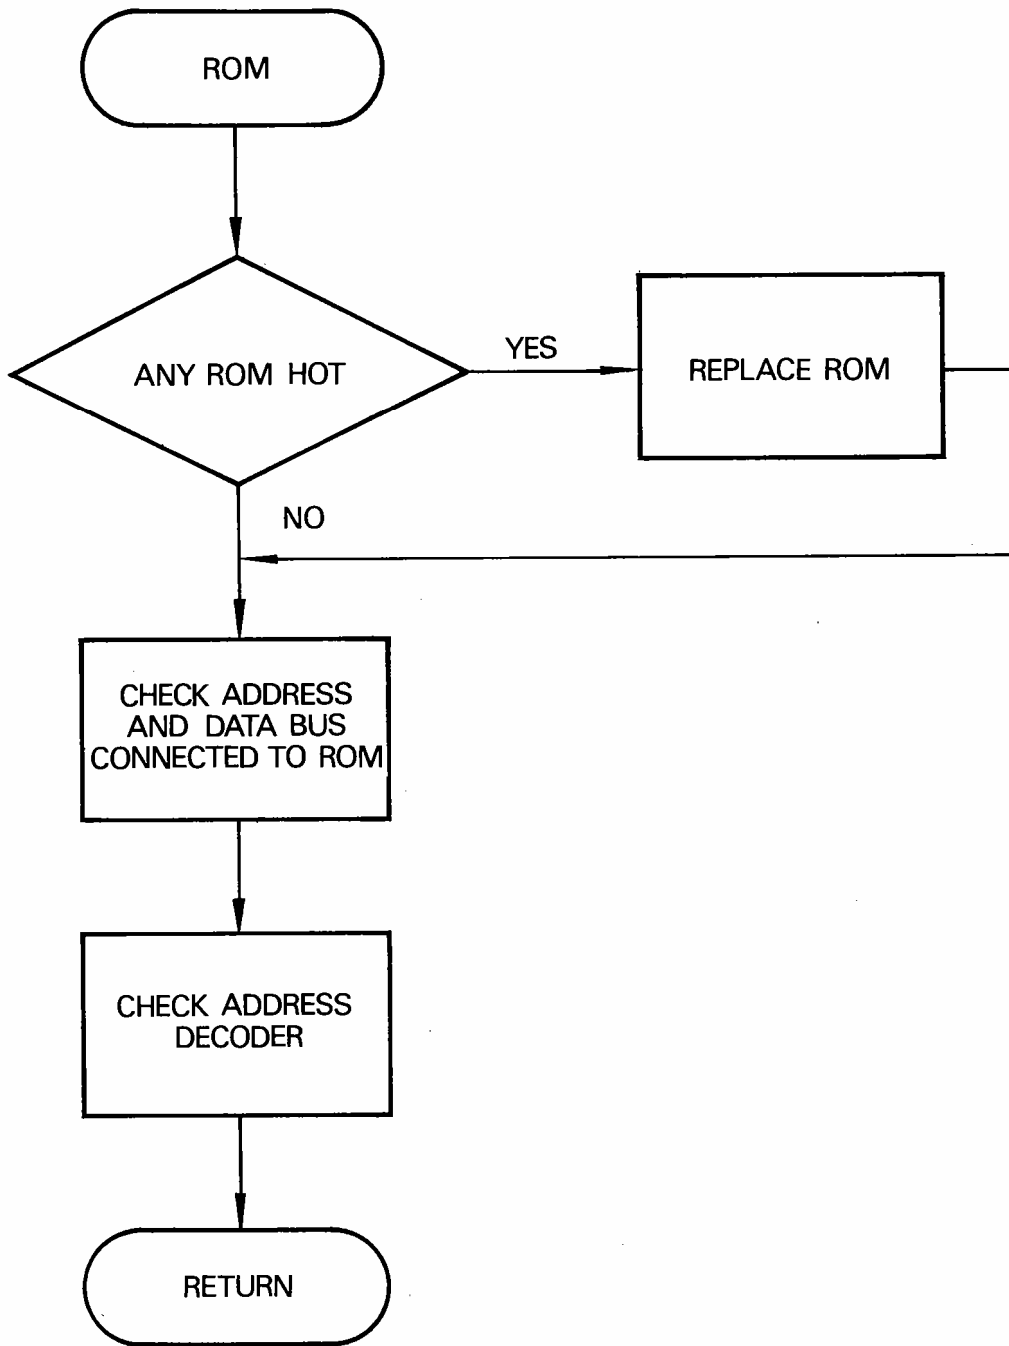 ROM
ANY ROM HOT
YES
REPLACE ROM
NO
CHECK ADDRESS
AND DATA BUS
CONNECTED TO ROM
CHECK ADDRESS
DECODER
RETURN